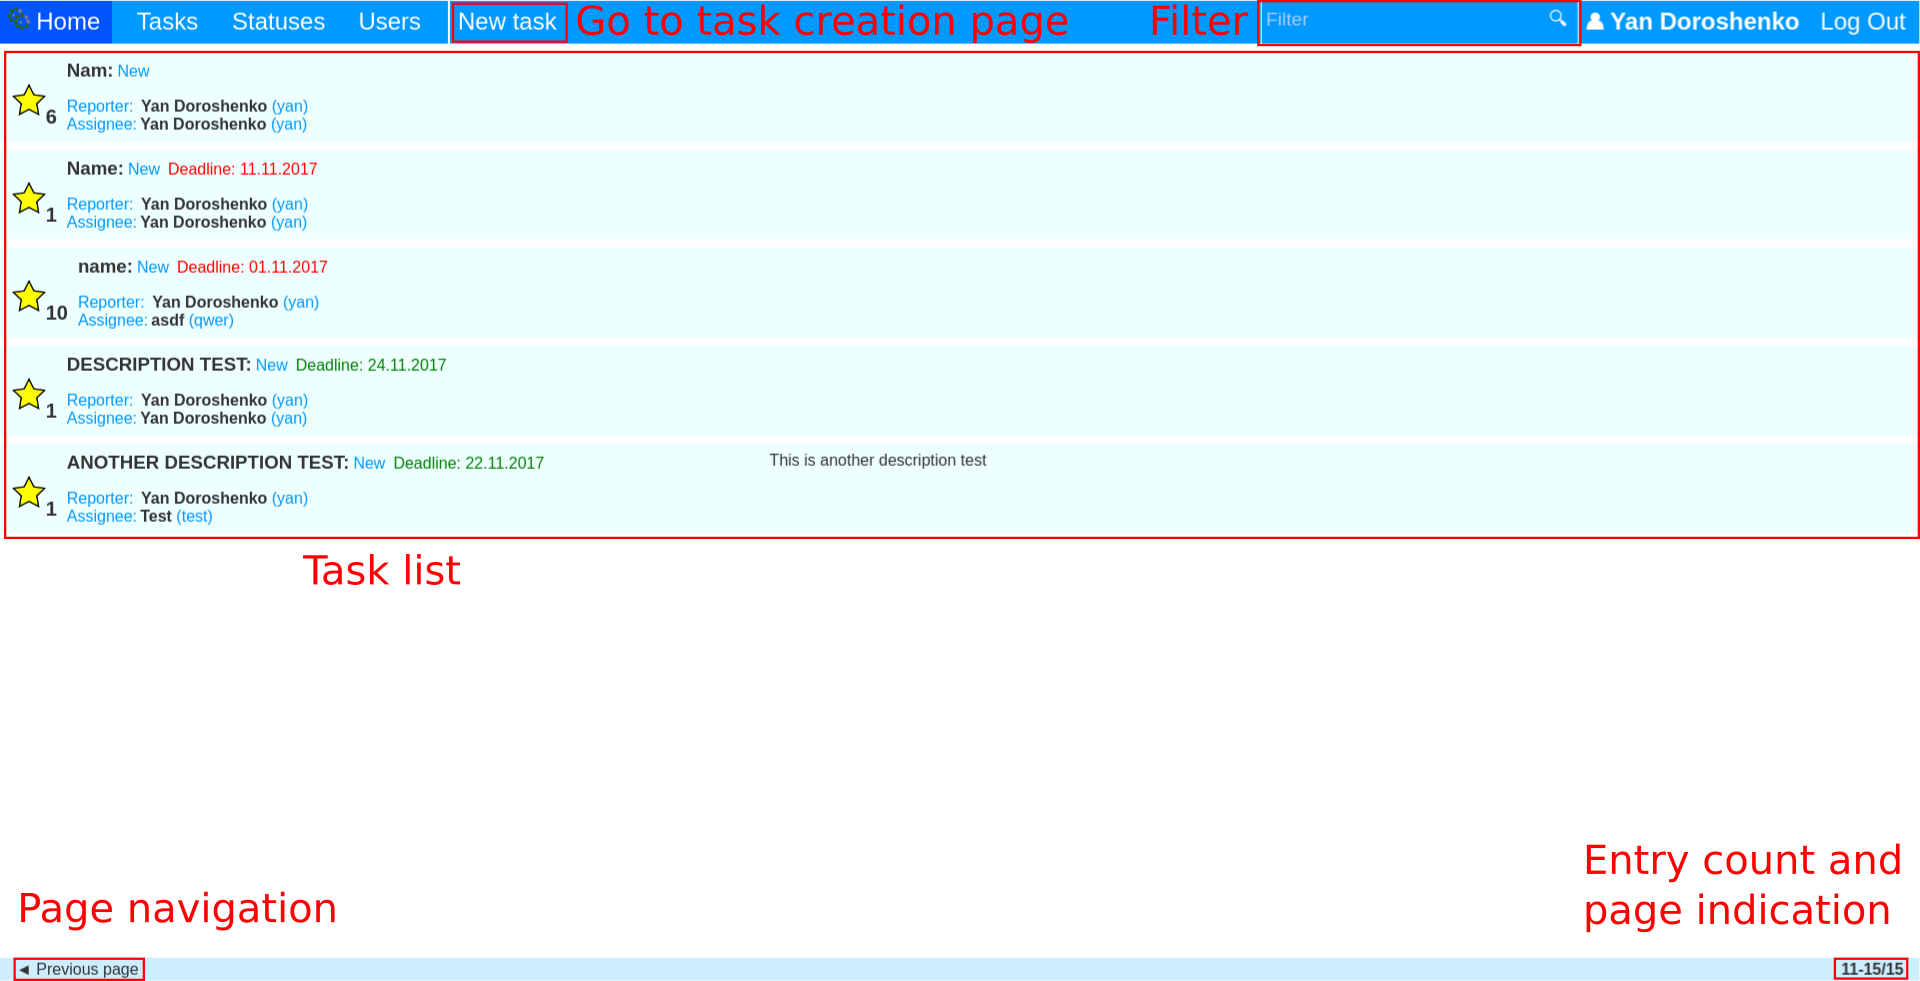 Home Tasks Statuses Users New task Go to task creation page Filter Filter Yan Doroshenko Log Out
Nam: New
6
Reporter: Yan Doroshenko (yan)
Assignee: Yan Doroshenko (yan)
Name: New Deadline: 11.11.2017
1
Reporter: Yan Doroshenko (yan)
Assignee: Yan Doroshenko (yan)
name: New Deadline: 01.11.2017
10
Reporter: Yan Doroshenko (yan)
Assignee: asdf (qwer)
DESCRIPTION TEST: New Deadline: 24.11.2017
1
Reporter: Yan Doroshenko (yan)
Assignee: Yan Doroshenko (yan)
ANOTHER DESCRIPTION TEST: New Deadline: 22.11.2017 This is another description test
1
Reporter: Yan Doroshenko (yan)
Assignee: Test (test)
Task list
Entry count and
page indication
Page navigation
◄ Previous page 11-15/15